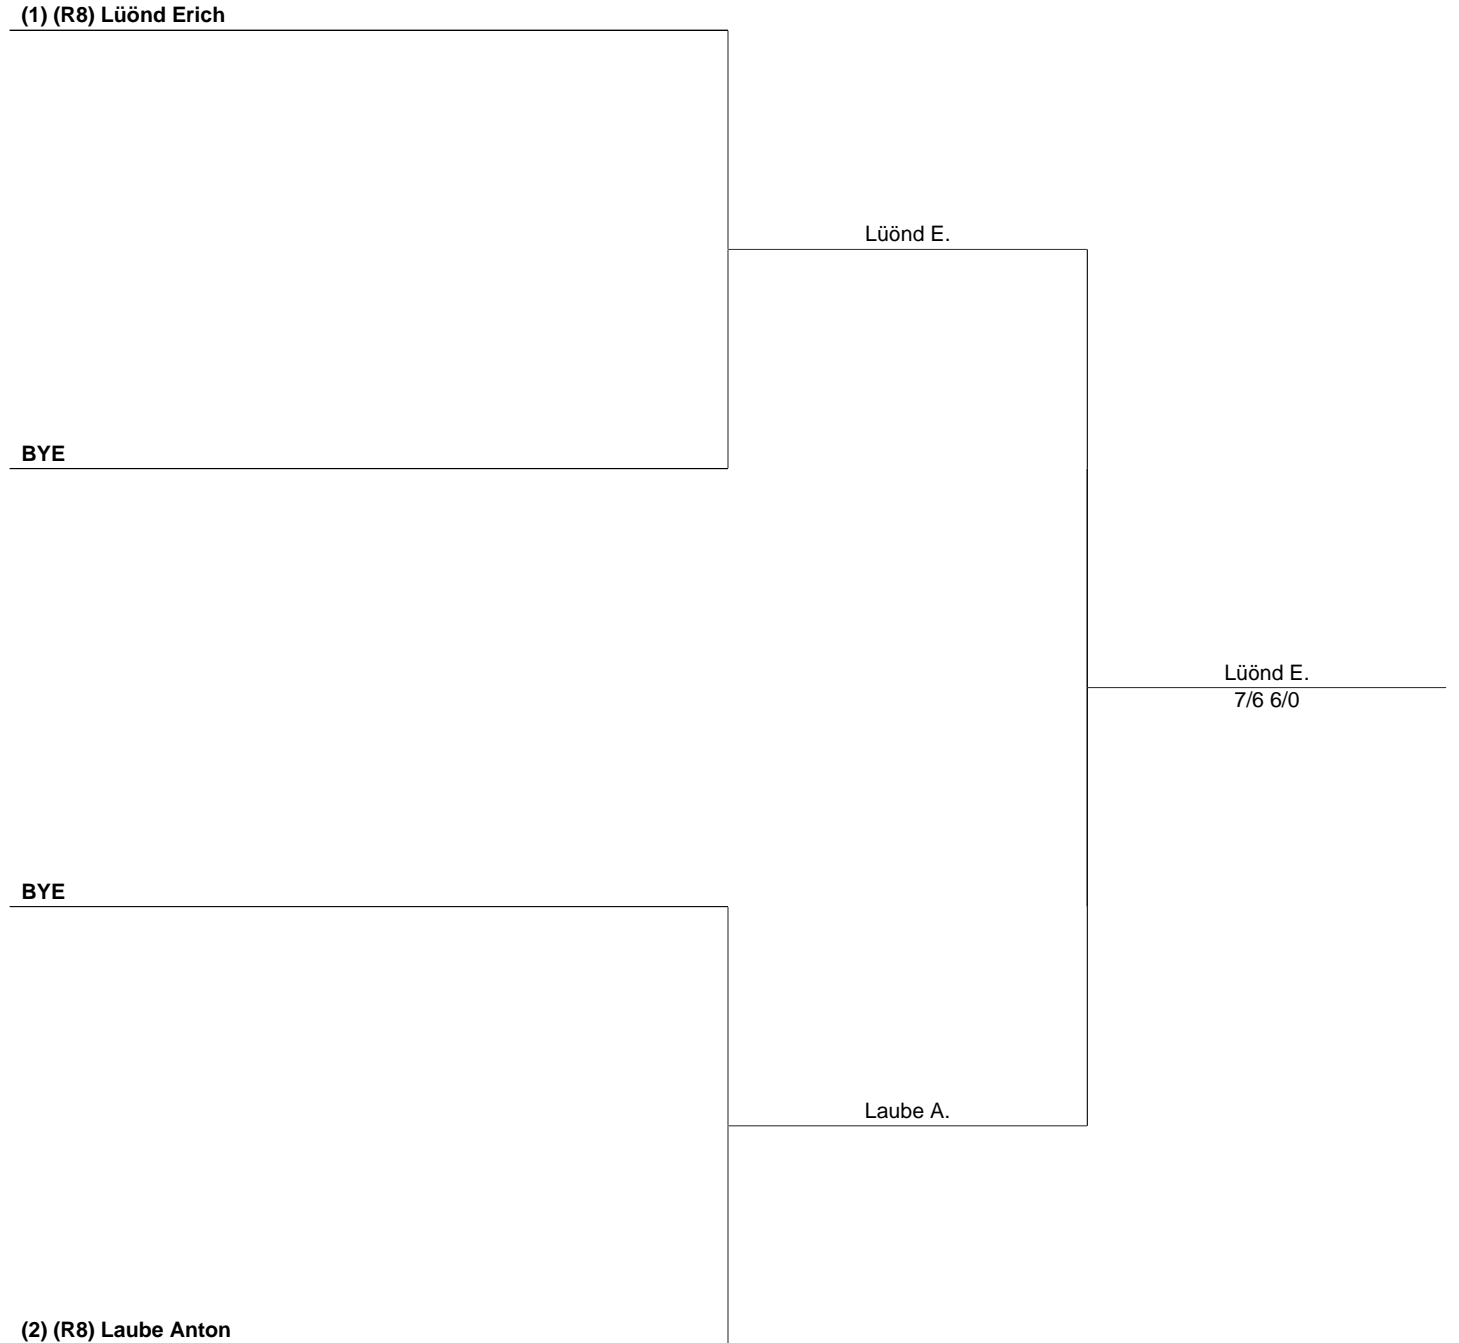 (1) (R8) Lüönd Erich
Lüönd E.
BYE
Lüönd E.
7/6 6/0
BYE
Laube A.
(2) (R8) Laube Anton